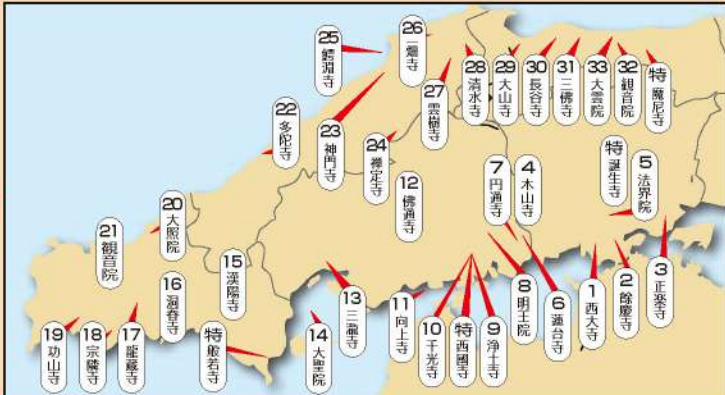 25 鰐淵寺
26 一畑寺
28 清水寺
29 大山寺
30 長谷寺
31 三佛寺
33 大雲院
32 観音院
特 摩尼寺
22 多陀寺
23 神門寺
27 雲樹寺
24 禅定寺
12 佛通寺
7 円通寺
4 木山寺
特 誕生寺
5 法界院
20 大照院
21 観音院
15 漢陽寺
16 洞春寺
19 功山寺
18 宗隣寺
17 龍蔵寺
特 般若寺
14 大聖院
13 三瀧寺
11 向上寺
10 千光寺
特 西國寺
9 浄土寺
8 明王院
6 蓮台寺
1 西大寺
2 餘慶寺
3 正楽寺